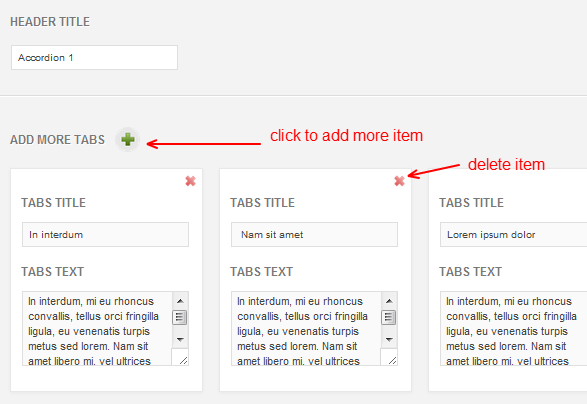 HEADER TITLE
Accordion 1
ADD MORE TABS
click to add more item
delete item
TABS TITLE
In interdum
TABS TEXT
In interdum, mi eu rhoncus
convallis, tellus orci fringilla
ligula, eu venenatis turpis
metus sed lorem. Nam sit
amet libero mi, vel ultrices
TABS TITLE
Nam sit amet
TABS TEXT
In interdum, mi eu rhoncus
convallis, tellus orci fringilla
ligula, eu venenatis turpis
metus sed lorem. Nam sit
amet libero mi, vel ultrices
TABS TITLE
Lorem ipsum dolor
TABS TEXT
In interdum, mi eu rhoncus
convallis, tellus orci fringilla
ligula, eu venenatis turpis
metus sed lorem. Nam sit
amet libero mi, vel ultrices